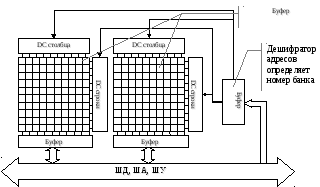 Буфер
DC столбца
DC столбца
Дешифратор
адресов
определяет
номер банка
DC строки
DC строки
Буфер
Буфер
Буфер
ШД, ША, ШУ